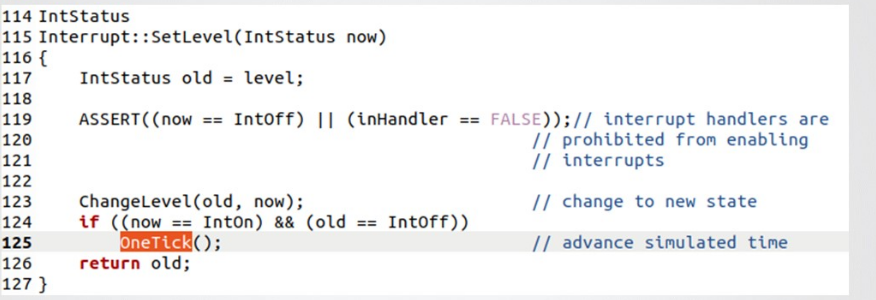 114 IntStatus
115 Interrupt::SetLevel(IntStatus now)
116 {
117     IntStatus old = level;
118
119     ASSERT((now == IntOff) || (inHandler == FALSE));// interrupt handlers are
120                                                     // prohibited from enabling
121                                                     // interrupts
122
123     ChangeLevel(old, now);                          // change to new state
124     if ((now == IntOn) && (old == IntOff))
125         OneTick();                                  // advance simulated time
126     return old;
127 }